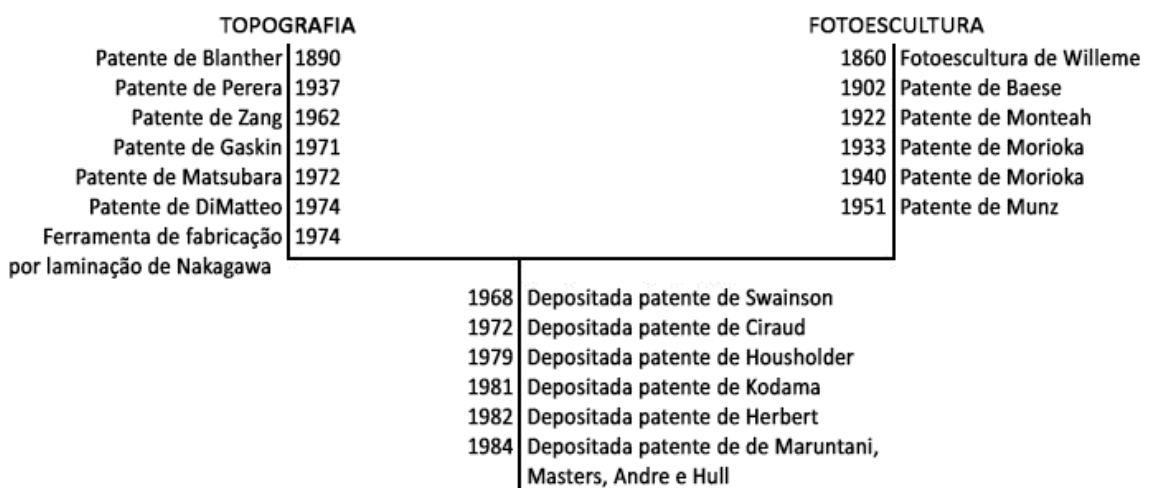 TOPOGRAFIA
Patente de Blanther 1890
Patente de Perera 1937
Patente de Zang 1962
Patente de Gaskin 1971
Patente de Matsubara 1972
Patente de DiMatteo 1974
Ferramenta de fabricação 1974
por laminação de Nakagawa
FOTOESCULTURA
1860 Fotoescultura de Willeme
1902 Patente de Baese
1922 Patente de Monteah
1933 Patente de Morioka
1940 Patente de Morioka
1951 Patente de Munz
1968 Depositada patente de Swainson
1972 Depositada patente de Ciraud
1979 Depositada patente de Housholder
1981 Depositada patente de Kodama
1982 Depositada patente de Herbert
1984 Depositada patente de de Maruntani,
Masters, Andre e Hull